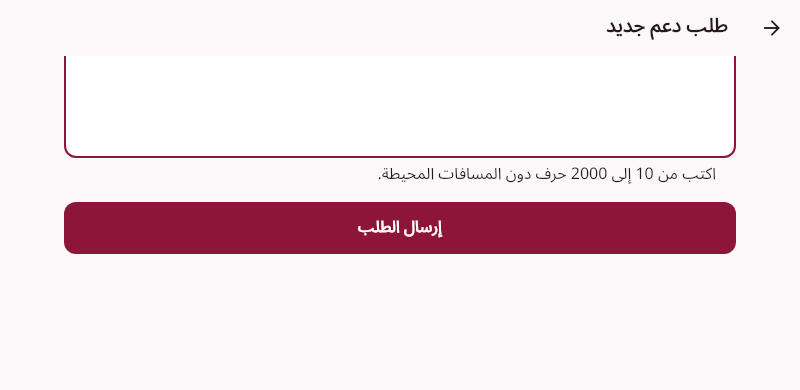 طلب دعم جديد
اكتب من 10 إلى 2000 حرف دون المسافات المحيطة.
إرسال الطلب